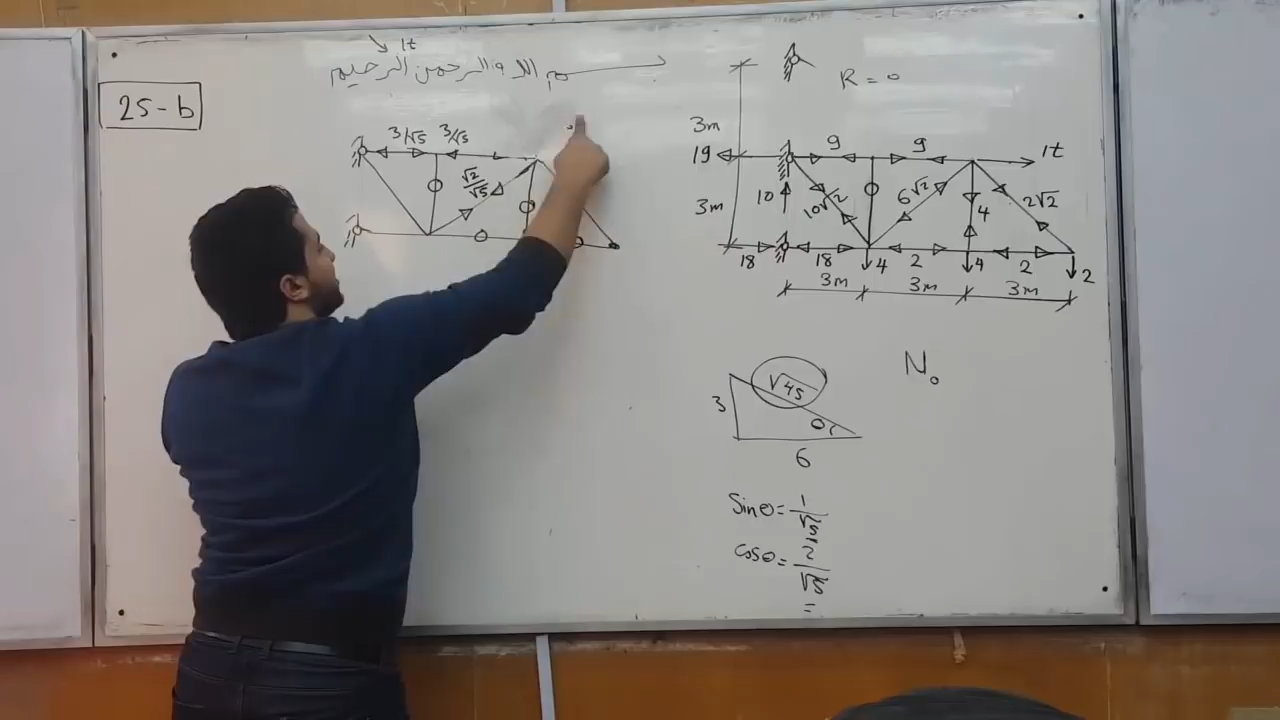 1t
بسم الله الرحمن الرحيم
25-b
R = 0
3/√5 3/√5
√2/√5
3m
19
9 9
1t
3m
10
10√2
6√2
4
2√2
18
18
4
2
4
2
2
3m 3m 3m
N₀
√45
3
θ
6
Sinθ = 1/√5
Cosθ = 2/√5
=